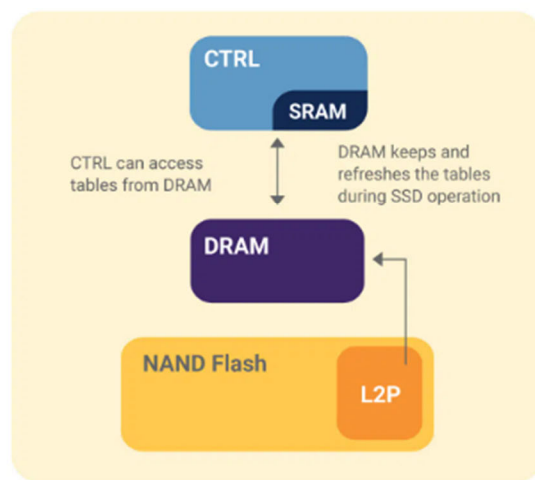 CTRL
SRAM
CTRL can access
tables from DRAM
DRAM keeps and
refreshes the tables
during SSD operation
DRAM
NAND Flash
L2P